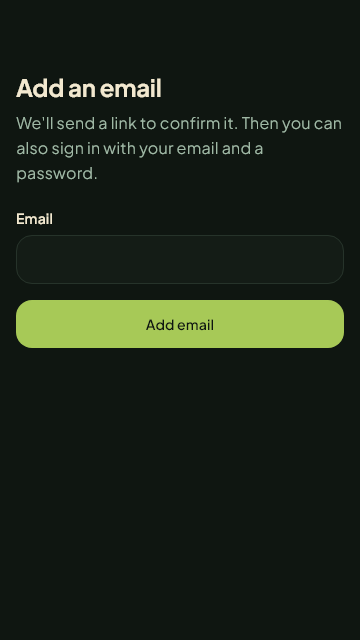 Add an email
We'll send a link to confirm it. Then you can
also sign in with your email and a
password.
Email
Add email